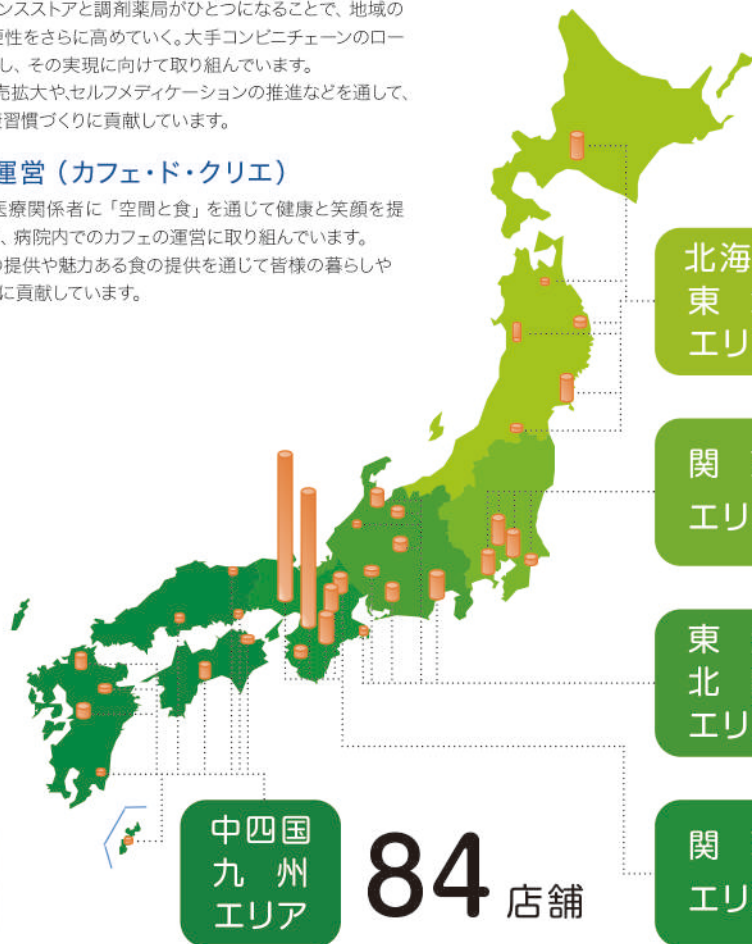 ンスストアと調剤薬局がひとつになることで、地域の
便性をさらに高めていく。大手コンビニチェーンのロー
し、その実現に向けて取り組んでいます。
売拡大や、セルフメディケーションの推進などを通して、
習慣づくりに貢献しています。
運営（カフェ・ド・クリエ）
医療関係者に「空間と食」を通じて健康と笑顔を提
、病院内でのカフェの運営に取り組んでいます。
の提供や魅力ある食の提供を通じて皆様の暮らしや
に貢献しています。
北海
東
エリ
関
エリ
東
北
エリ
関
エリ
中四国
九 州
エリア
84 店舗